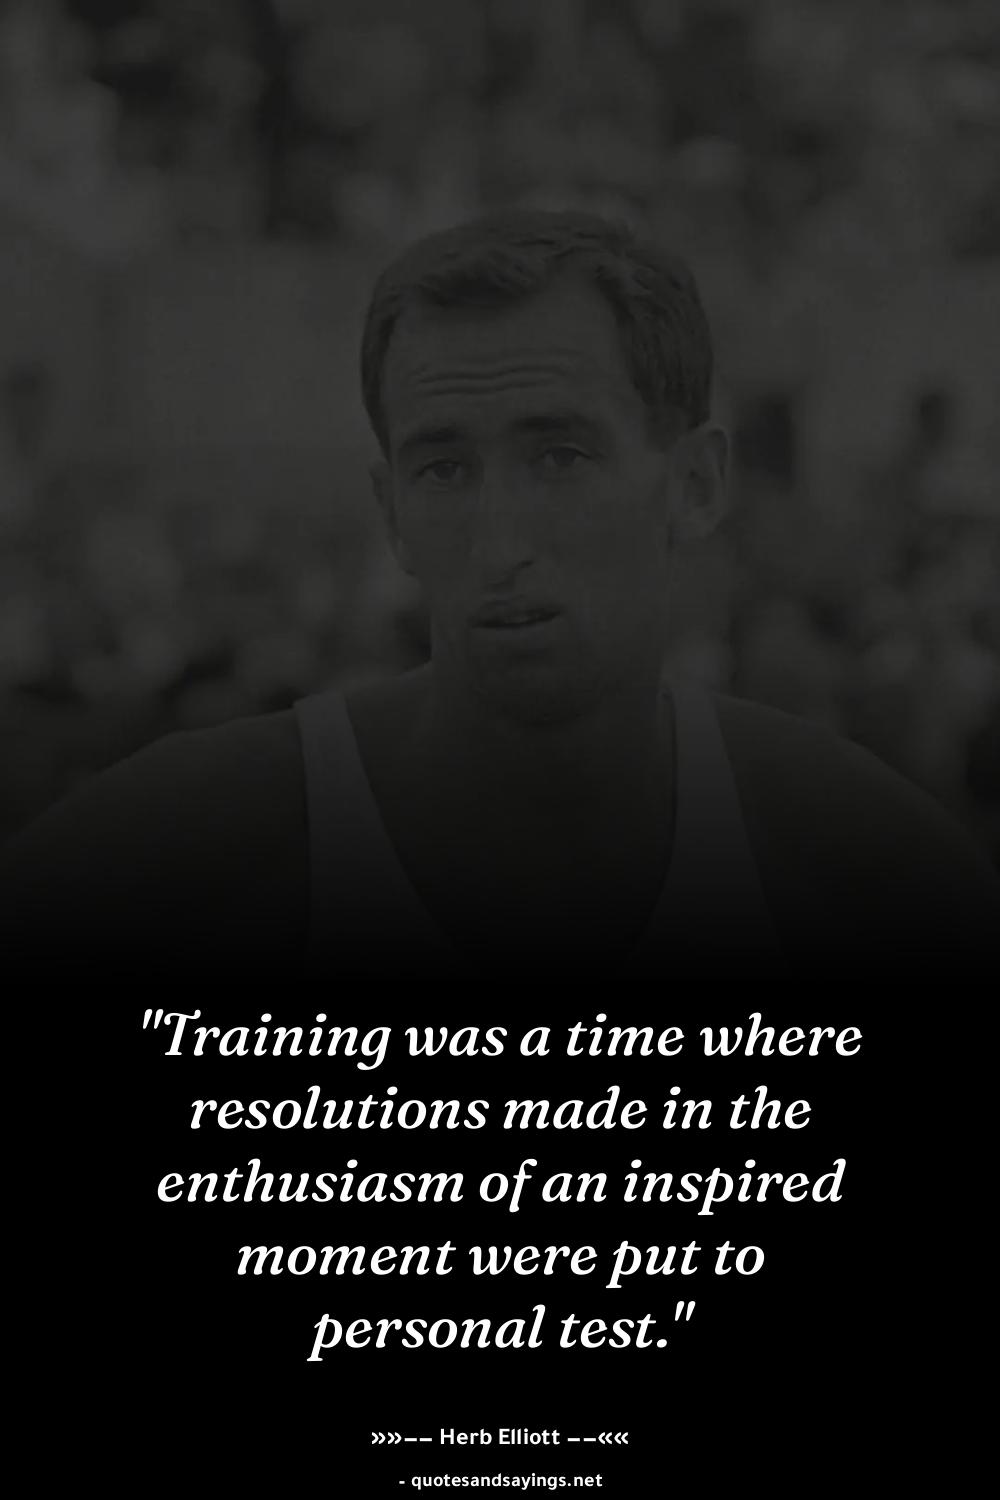 "Training was a time where
resolutions made in the
enthusiasm of an inspired
moment were put to
personal test."
»»−− Herb Elliott −−««
- quotesandsayings.net